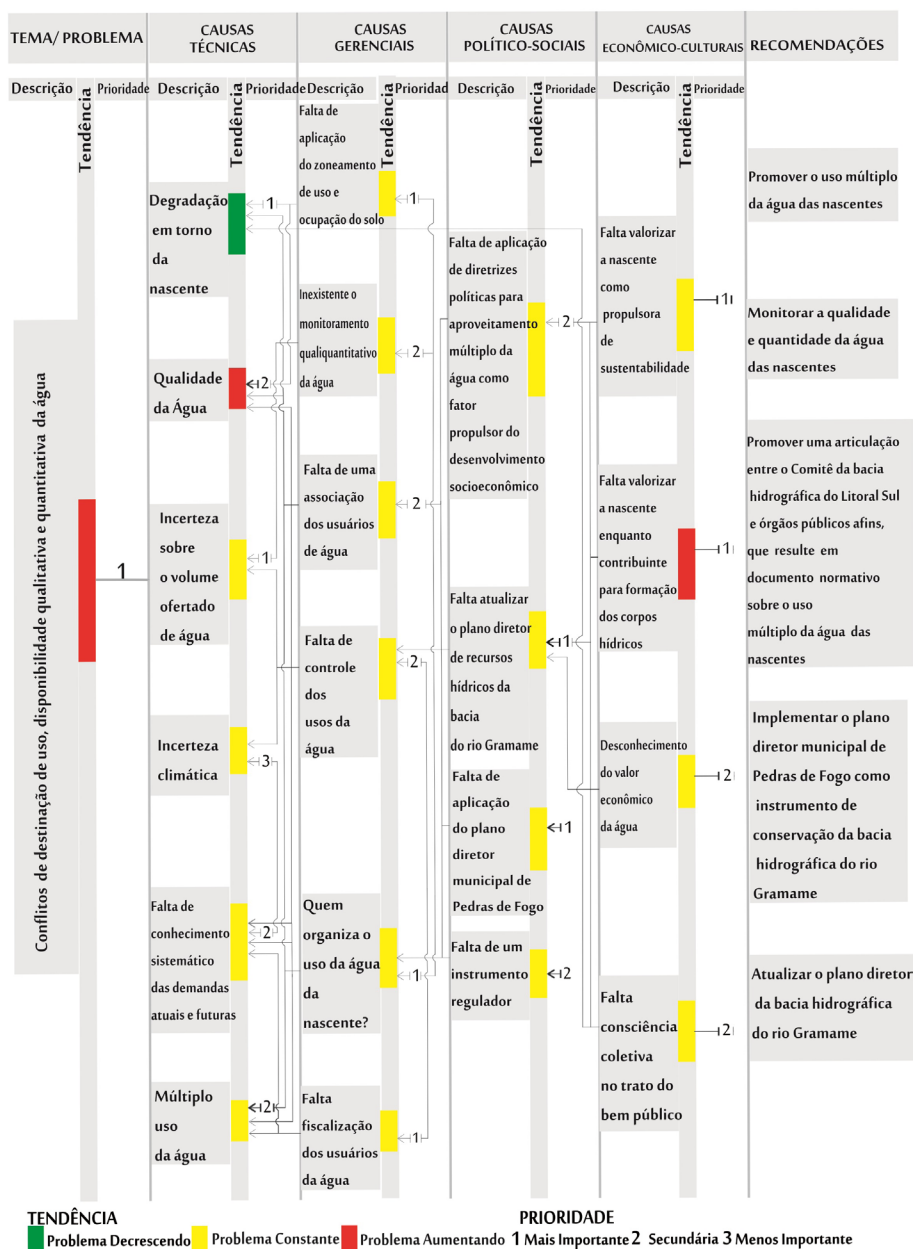 TEMA/ PROBLEMA
CAUSAS
TÉCNICAS
CAUSAS
GERENCIAIS
CAUSAS
POLÍTICO-SOCIAIS
CAUSAS
ECONÔMICO-CULTURAIS
RECOMENDAÇÕES
Descrição
Tendência
Prioridade
Descrição
Tendência
Prioridade
Descrição
Tendência
Prioridade
Descrição
Tendência
Prioridade
Descrição
Tendência
Prioridade
Conflitos de destinação de uso, disponibilidade qualitativa e quantitativa da água
1
Degradação
em torno
da
nascente
1
Qualidade
da Água
2
Incerteza
sobre
o volume
ofertado
de água
1
Incerteza
climática
3
Falta de
conhecimento
sistemático
das demandas
atuais e futuras
2
Múltiplo
uso
da água
2
Falta de
aplicação
do zoneamento
de uso e
ocupação do solo
1
Inexistente o
monitoramento
qualiquantitativo
da água
2
Falta de uma
associação
dos usuários
de água
2
Falta de
controle
dos
usos da
água
2
Quem
organiza o
uso da água
da
nascente?
1
Falta
fiscalização
dos usuários
da água
1
Falta de aplicação
de diretrizes
políticas para
aproveitamento
múltiplo da
água como
fator
propulsor do
desenvolvimento
socioeconômico
2
Falta atualizar
o plano diretor
de recursos
hídricos da
bacia
do rio Gramame
1
Falta de
aplicação
do plano
diretor
municipal de
Pedras de Fogo
1
Falta de um
instrumento
regulador
2
Falta valorizar
a nascente
como
propulsora
de
sustentabilidade
1
Falta valorizar
a nascente
enquanto
contribuinte
para formação
dos corpos
hídricos
1
Desconhecimento
do valor
econômico
da água
2
Falta
consciência
coletiva
no trato do
bem público
2
Promover o uso múltiplo
da água das nascentes
Monitorar a qualidade
e quantidade da água
das nascentes
Promover uma articulação
entre o Comitê da bacia
hidrográfica do Litoral Sul
e órgãos públicos afins,
que resulte em
documento normativo
sobre o uso
múltiplo da água das
nascentes
Implementar o plano
diretor municipal de
Pedras de Fogo como
instrumento de
conservação da bacia
hidrográfica do rio
Gramame
Atualizar o plano diretor
da bacia hidrográfica
do rio Gramame
TENDÊNCIA
Problema Decrescendo
Problema Constante
Problema Aumentando
PRIORIDADE
1 Mais Importante 2 Secundária 3 Menos Importante